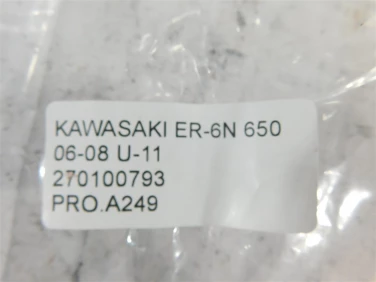 KAWASAKI ER-6N 650
06-08 U-11
270100793
PRO.A249